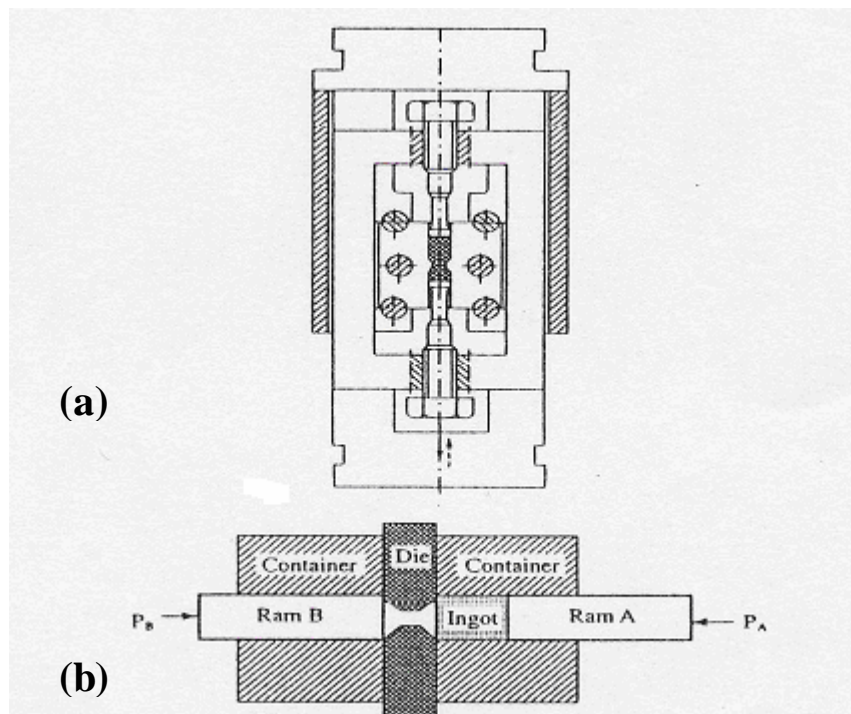 (a)
Container Die Container
P_B Ram B Ingot Ram A P_A
(b)